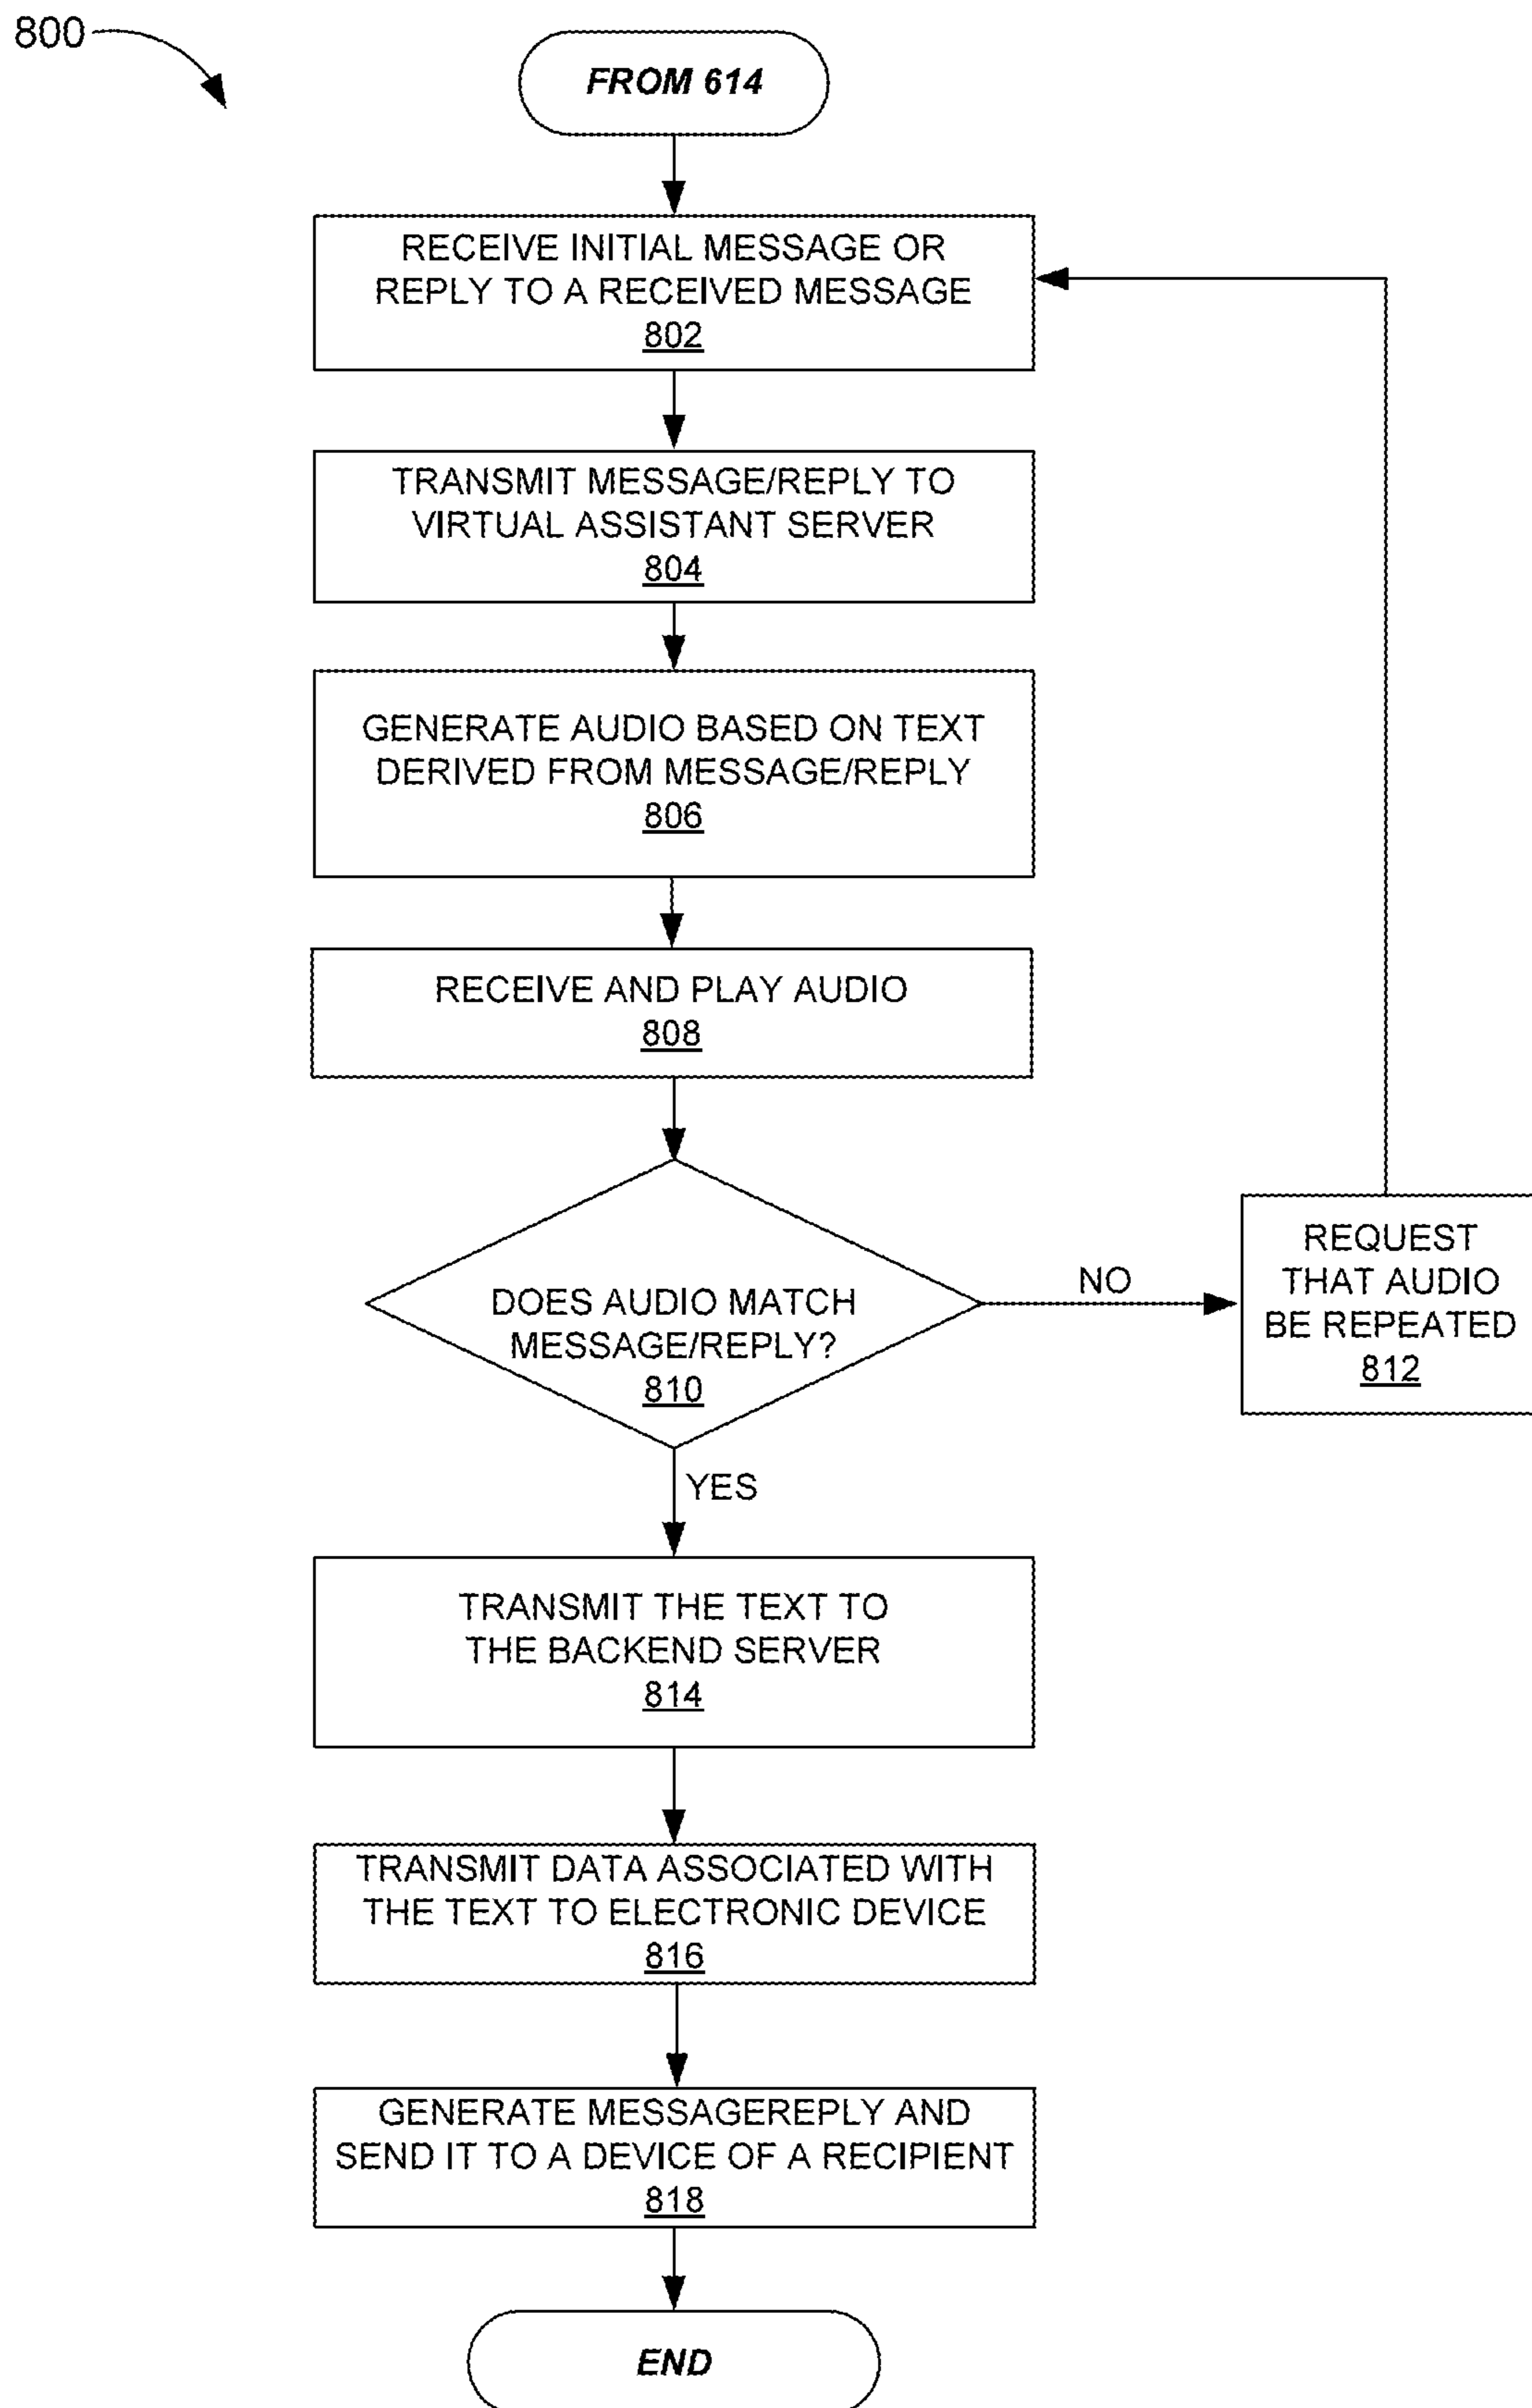 800
FROM 614
RECEIVE INITIAL MESSAGE OR
REPLY TO A RECEIVED MESSAGE
802
TRANSMIT MESSAGE/REPLY TO
VIRTUAL ASSISTANT SERVER
804
GENERATE AUDIO BASED ON TEXT
DERIVED FROM MESSAGE/REPLY
806
RECEIVE AND PLAY AUDIO
808
DOES AUDIO MATCH
MESSAGE/REPLY?
810
NO
REQUEST
THAT AUDIO
BE REPEATED
812
YES
TRANSMIT THE TEXT TO
THE BACKEND SERVER
814
TRANSMIT DATA ASSOCIATED WITH
THE TEXT TO ELECTRONIC DEVICE
816
GENERATE MESSAGEREPLY AND
SEND IT TO A DEVICE OF A RECIPIENT
818
END